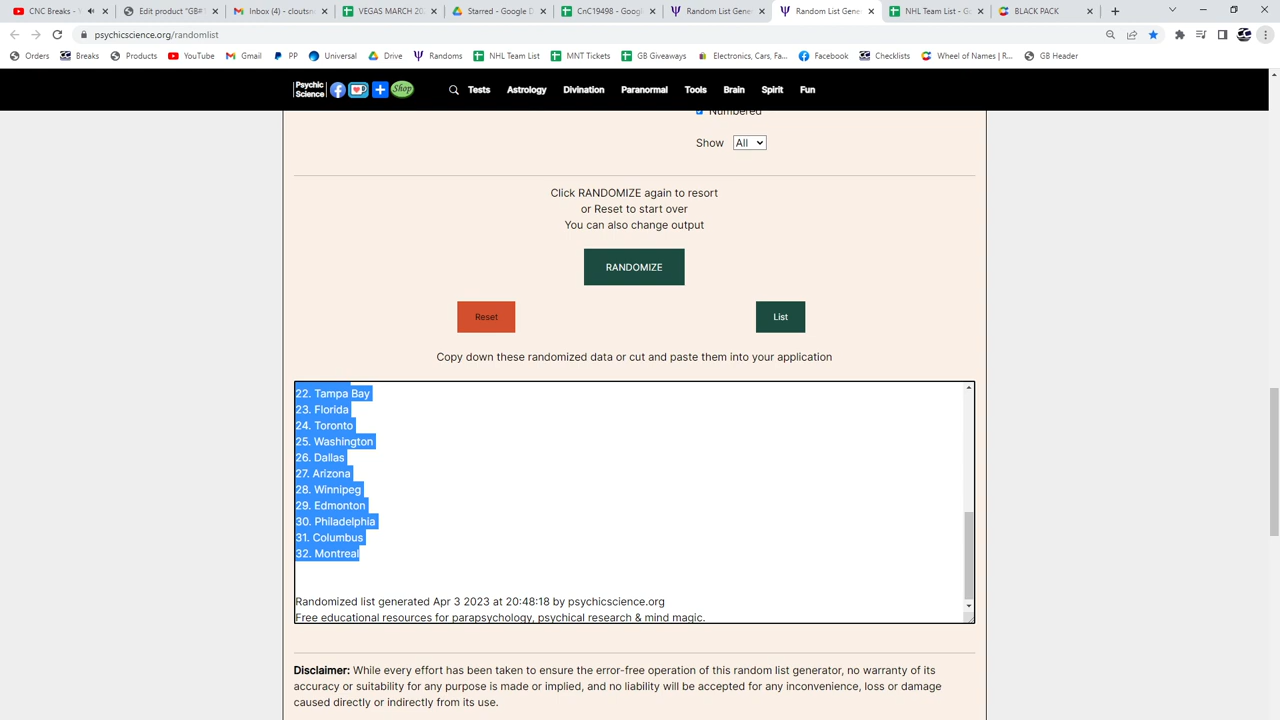 CNC Breaks - 
Edit product "GB#
Inbox (4) - cloutsn
VEGAS MARCH 20
Starred - Google D
CnC19498 - Goog
Random List Gene
Random List Gene
NHL Team List - G
BLACK PACK
psychicscience.org/randomlist
Orders
Breaks
Products
YouTube
Gmail
PP
Universal
Drive
Randoms
NHL Team List
MNT Tickets
GB Giveaways
Electronics, Cars, Fa...
Facebook
Checklists
Wheel of Names | R...
GB Header
Psychic
Science
Shop
Tests
Astrology
Divination
Paranormal
Tools
Brain
Spirit
Fun
Numbered
Show All
Click RANDOMIZE again to resort
or Reset to start over
You can also change output
RANDOMIZE
Reset
List
Copy down these randomized data or cut and paste them into your application
22. Tampa Bay
23. Florida
24. Toronto
25. Washington
26. Dallas
27. Arizona
28. Winnipeg
29. Edmonton
30. Philadelphia
31. Columbus
32. Montreal
Randomized list generated Apr 3 2023 at 20:48:18 by psychicscience.org
Free educational resources for parapsychology, psychical research & mind magic.
Disclaimer: While every effort has been taken to ensure the error-free operation of this random list generator, no warranty of its
accuracy or suitability for any purpose is made or implied, and no liability will be accepted for any inconvenience, loss or damage
caused directly or indirectly from its use.